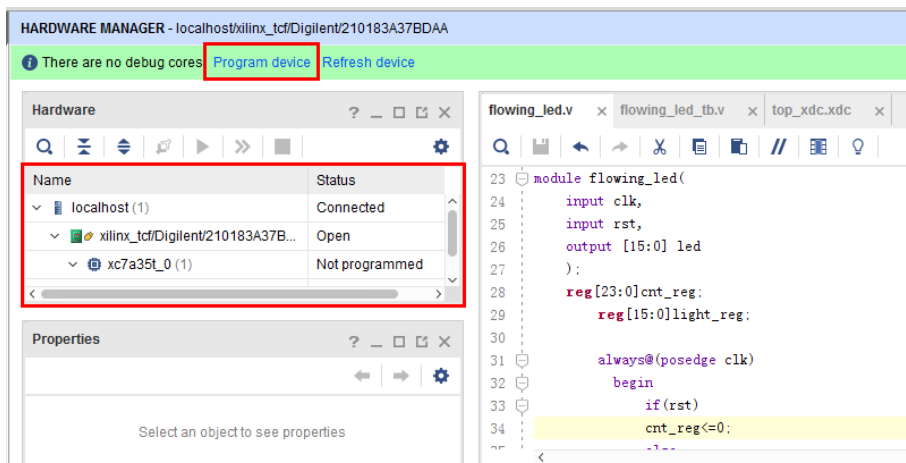 HARDWARE MANAGER - localhost/xilinx_tcf/Digilent/210183A37BDAA
There are no debug cores Program device Refresh device
Hardware
Name Status
localhost (1) Connected
xilinx_tcf/Digilent/210183A37B... Open
xc7a35t_0 (1) Not programmed
Properties
Select an object to see properties
flowing_led.v flowing_led_tb.v top_xdc.xdc
23 module flowing_led(
24 input clk,
25 input rst,
26 output [15:0] led
27 );
28 reg[23:0]cnt_reg;
29 reg[15:0]light_reg;
30
31 always@(posedge clk)
32 begin
33 if(rst)
34 cnt_reg<=0;